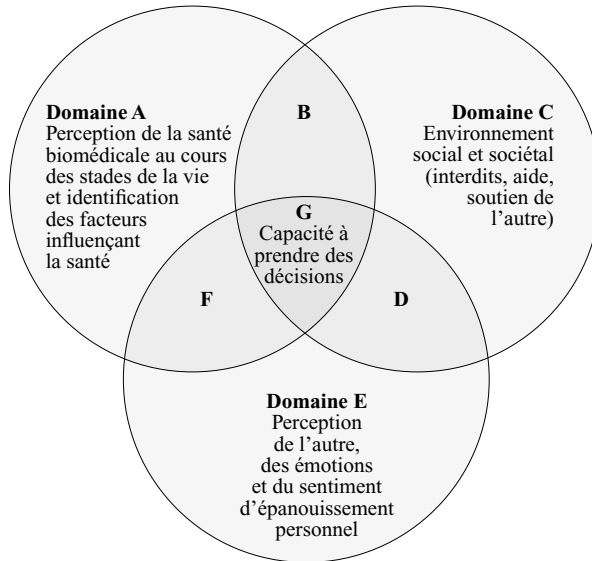 Domaine A
Perception de la santé
biomédicale au cours
des stades de la vie
et identification
des facteurs
influençant
la santé
B
Domaine C
Environnement
social et sociétal
(interdits, aide,
soutien de
l’autre)
G
Capacité à
prendre des
décisions
F
D
Domaine E
Perception
de l’autre,
des émotions
et du sentiment
d’épanouissement
personnel